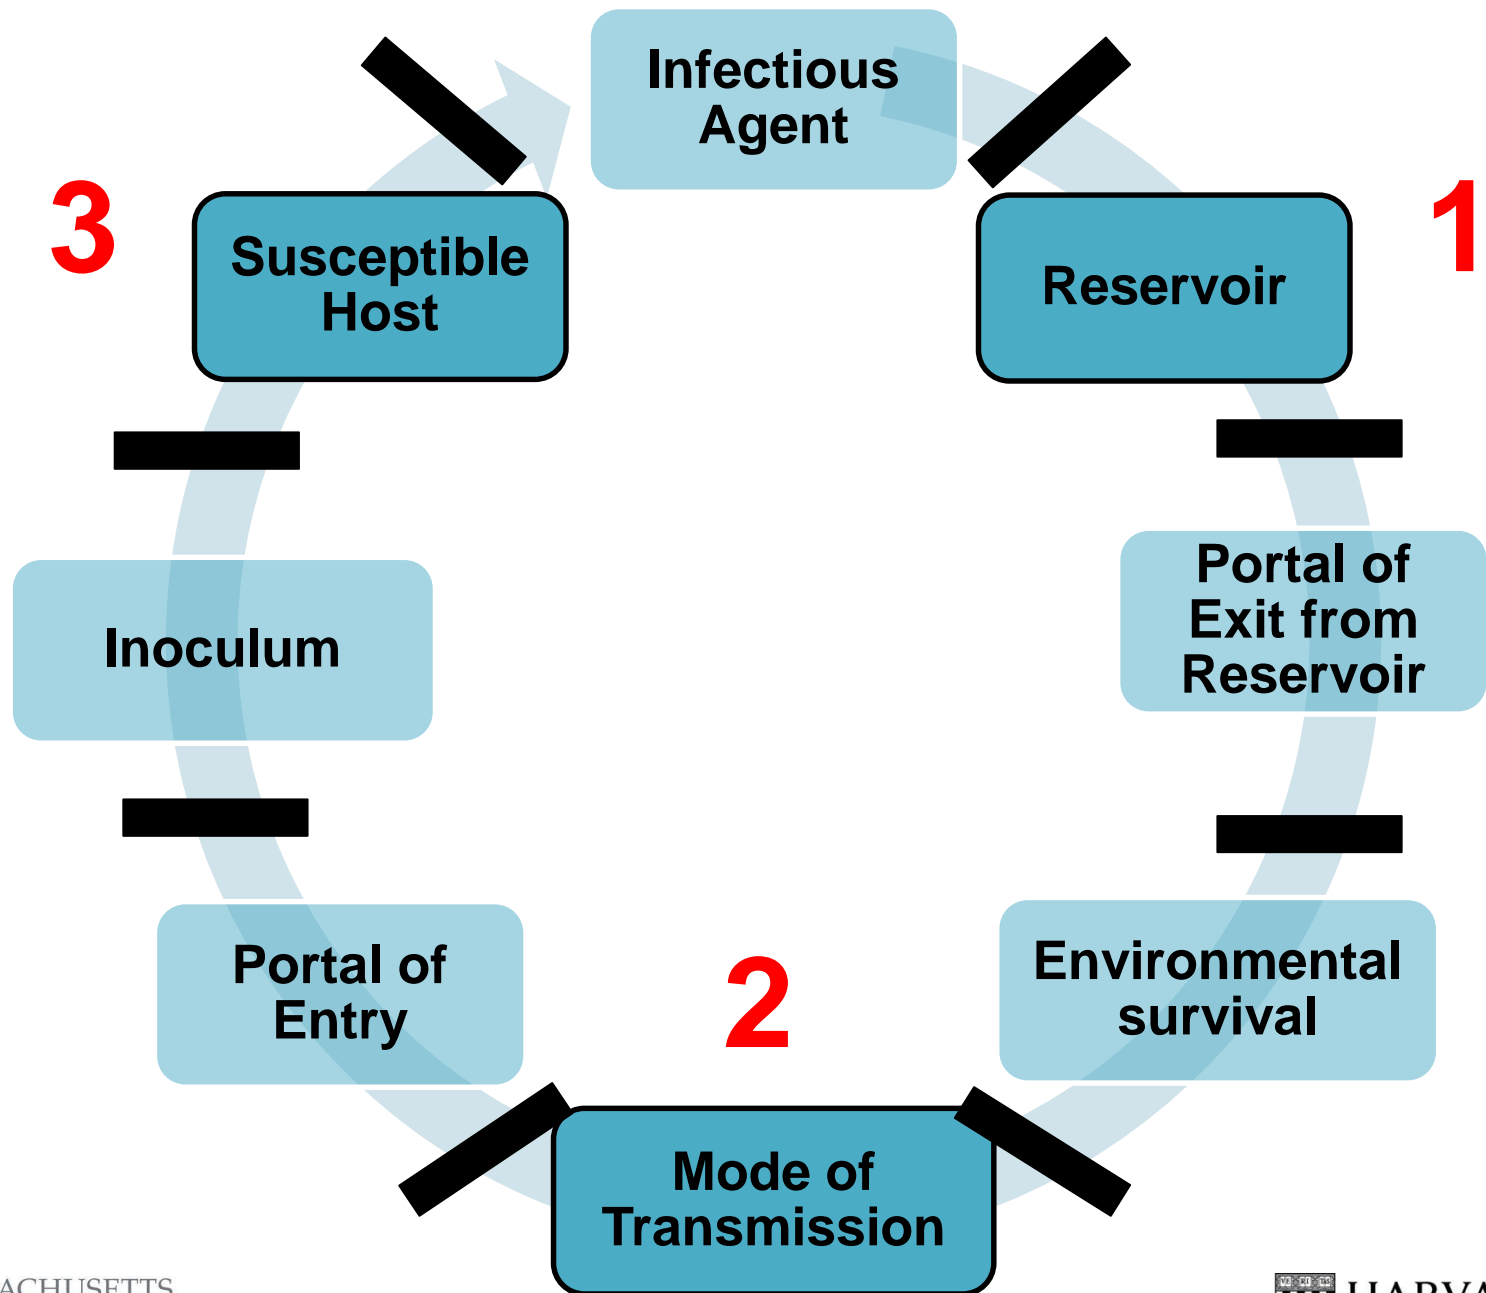 Infectious
Agent
1
Reservoir
Portal of
Exit from
Reservoir
Environmental
survival
2
Mode of
Transmission
Portal of
Entry
Inoculum
3
Susceptible
Host